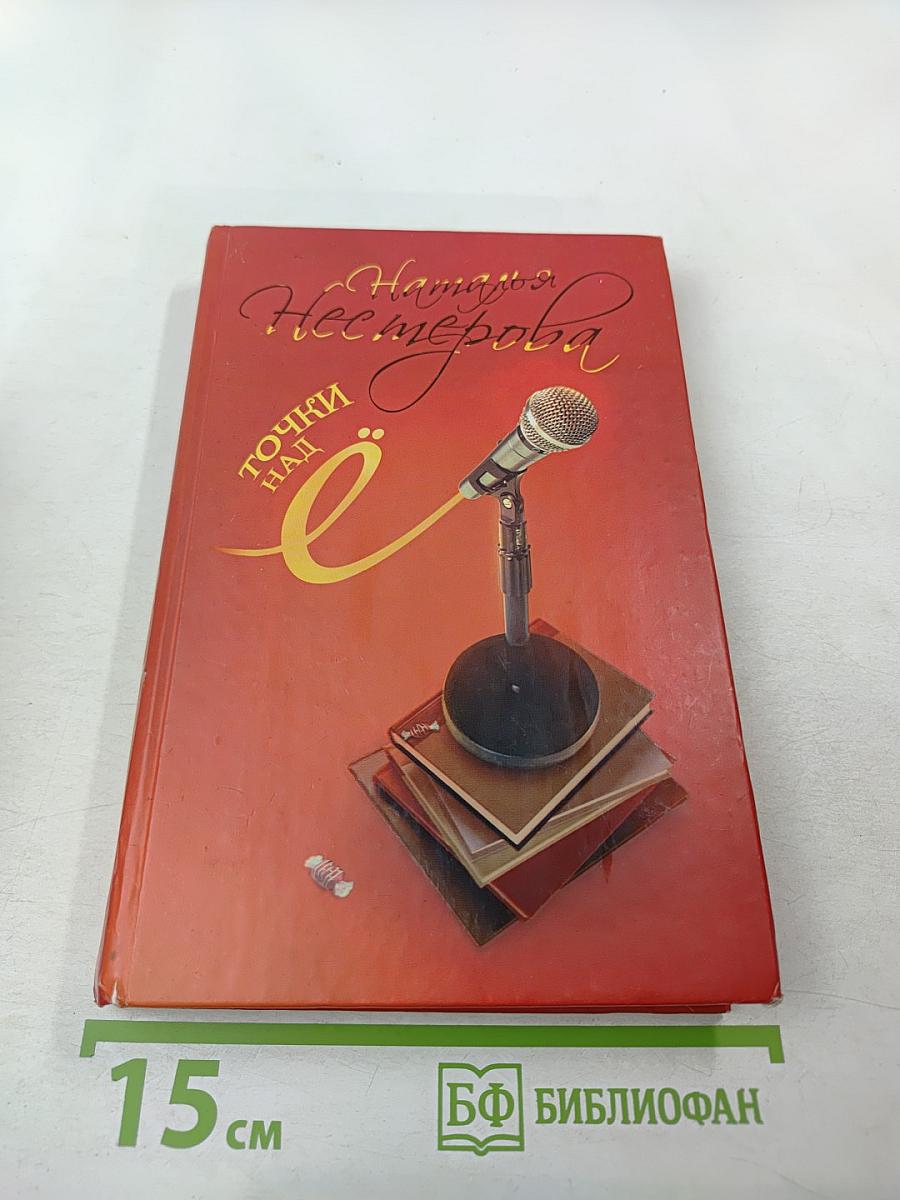 Наталья
Нестерова
ТОЧКИ
НАД
Ё
15 см
БФ БИБЛИОФАН